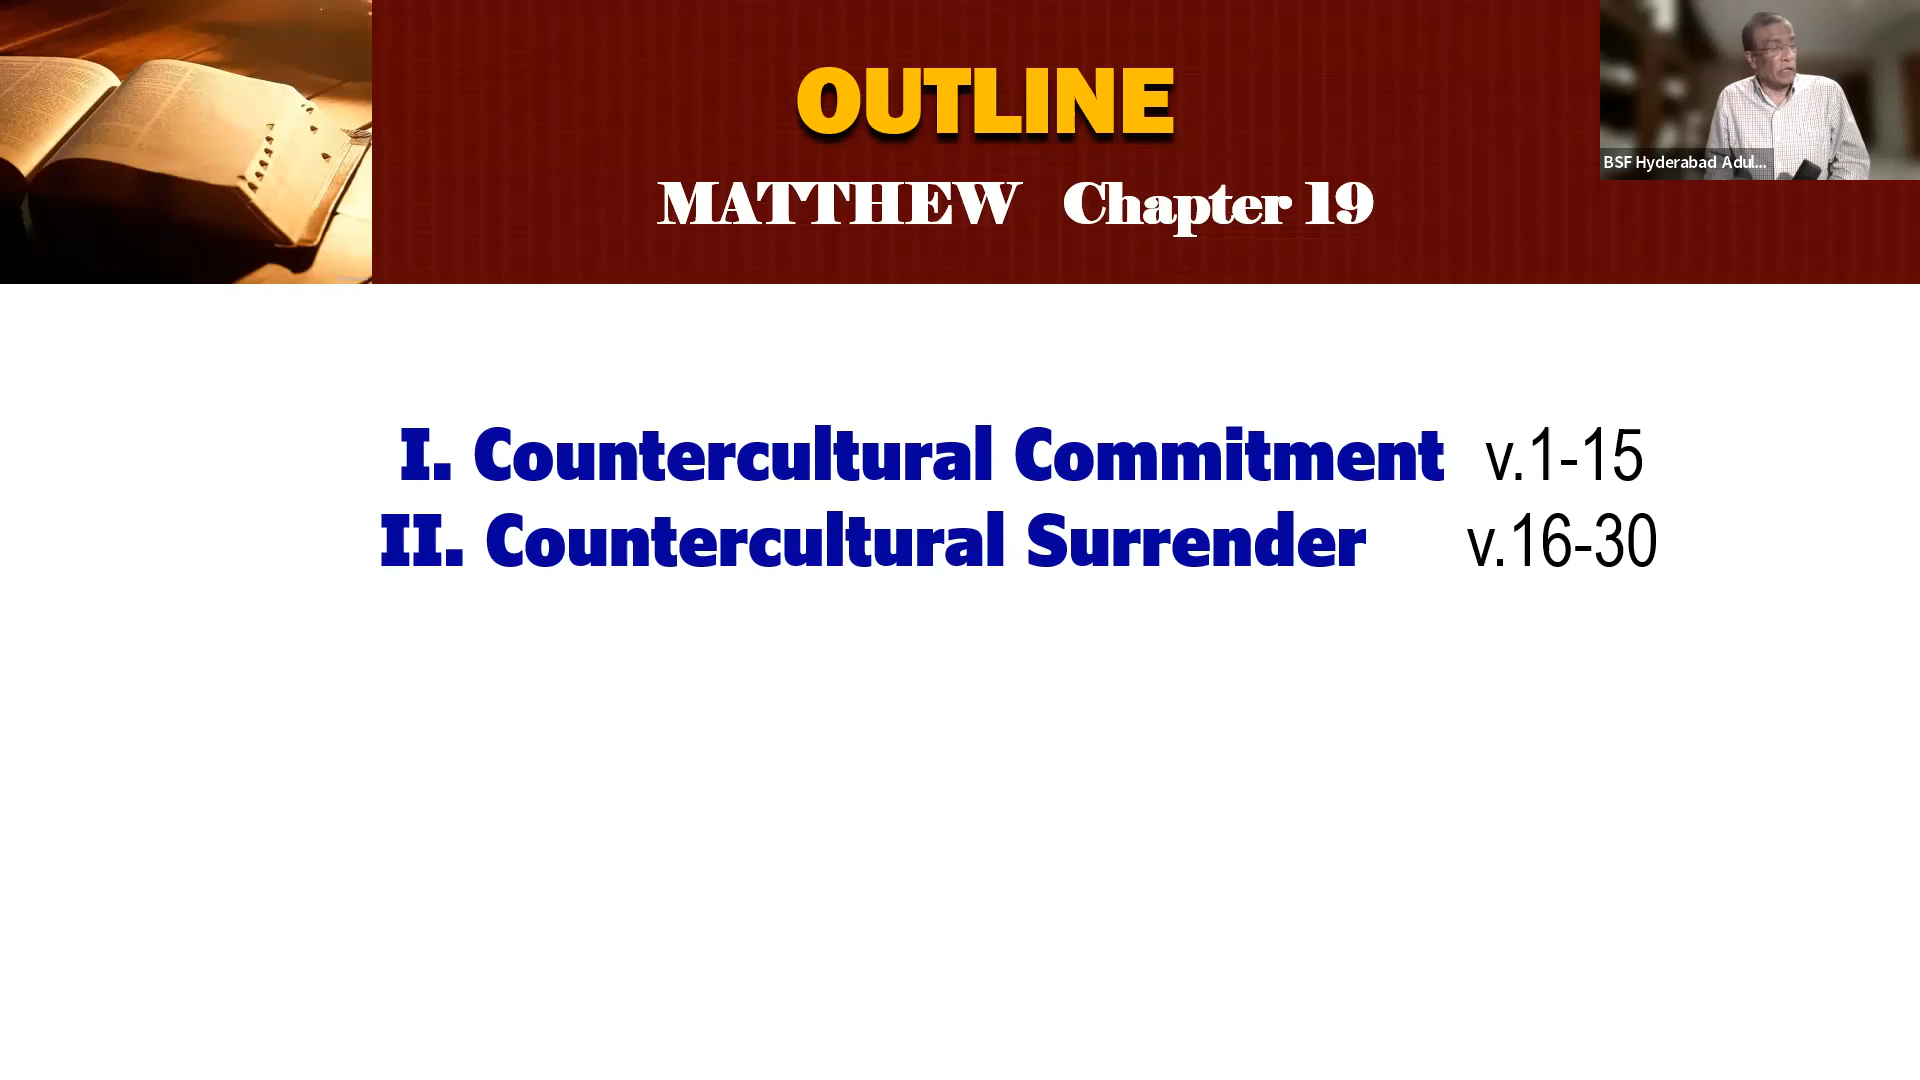 OUTLINE
MATTHEW Chapter 19
BSF Hyderabad Adul...
I. Countercultural Commitment v.1-15
II. Countercultural Surrender v.16-30